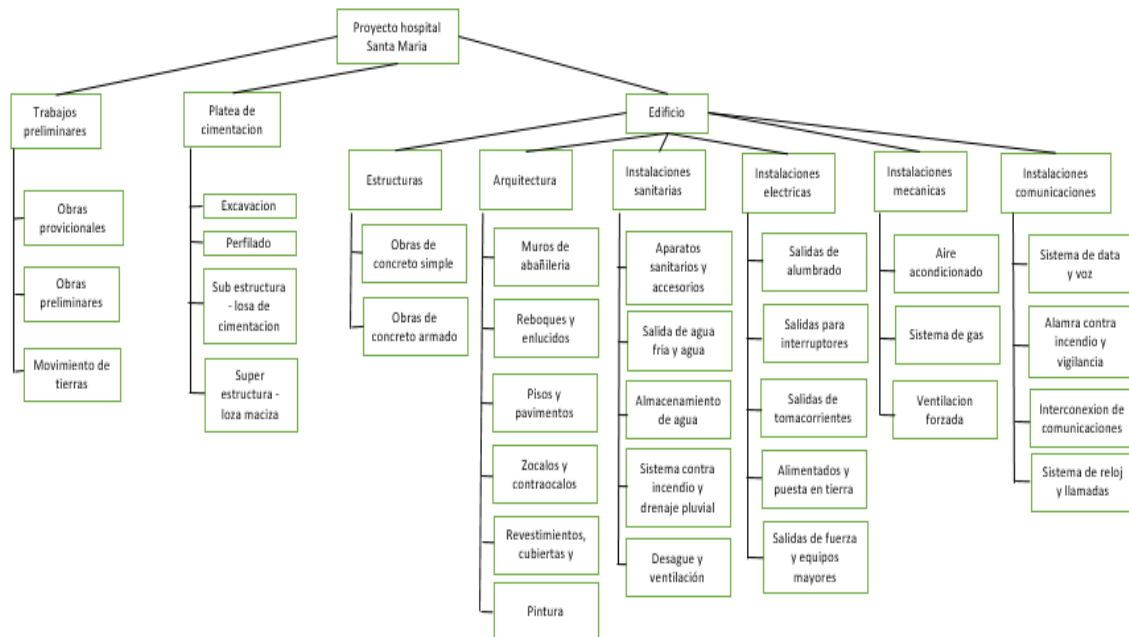 Proyecto hospital
Santa Maria
Trabajos
preliminares
Platea de
cimentacion
Edificio
Estructuras
Arquitectura
Instalaciones
sanitarias
Instalaciones
electricas
Instalaciones
mecanicas
Instalaciones
comunicaciones
Obras
provicionales
Obras
preliminares
Movimiento de
tierras
Excavacion
Perfilado
Sub estructura
- losa de
cimentacion
Super
estructura -
loza maciza
Obras de
concreto simple
Obras de
concreto armado
Muros de
abañileria
Reboques y
enlucidos
Pisos y
pavimentos
Zocalos y
contraocalos
Revestimientos,
cubiertas y
Pintura
Aparatos
sanitarios y
accesorios
Salida de agua
fria y agua
Almacenamiento
de agua
Sistema contra
incendio y
drenaje pluvial
Desague y
ventilación
Salidas de
alumbrado
Salidas para
interruptores
Salidas de
tomacorrientes
Alimentados y
puesta en tierra
Salidas de fuerza
y equipos
mayores
Aire
acondicionado
Sistema de gas
Ventilacion
forzada
Sistema de data
y voz
Alamra contra
incendio y
vigilancia
Interconexion de
comunicaciones
Sistema de reloj
y llamadas